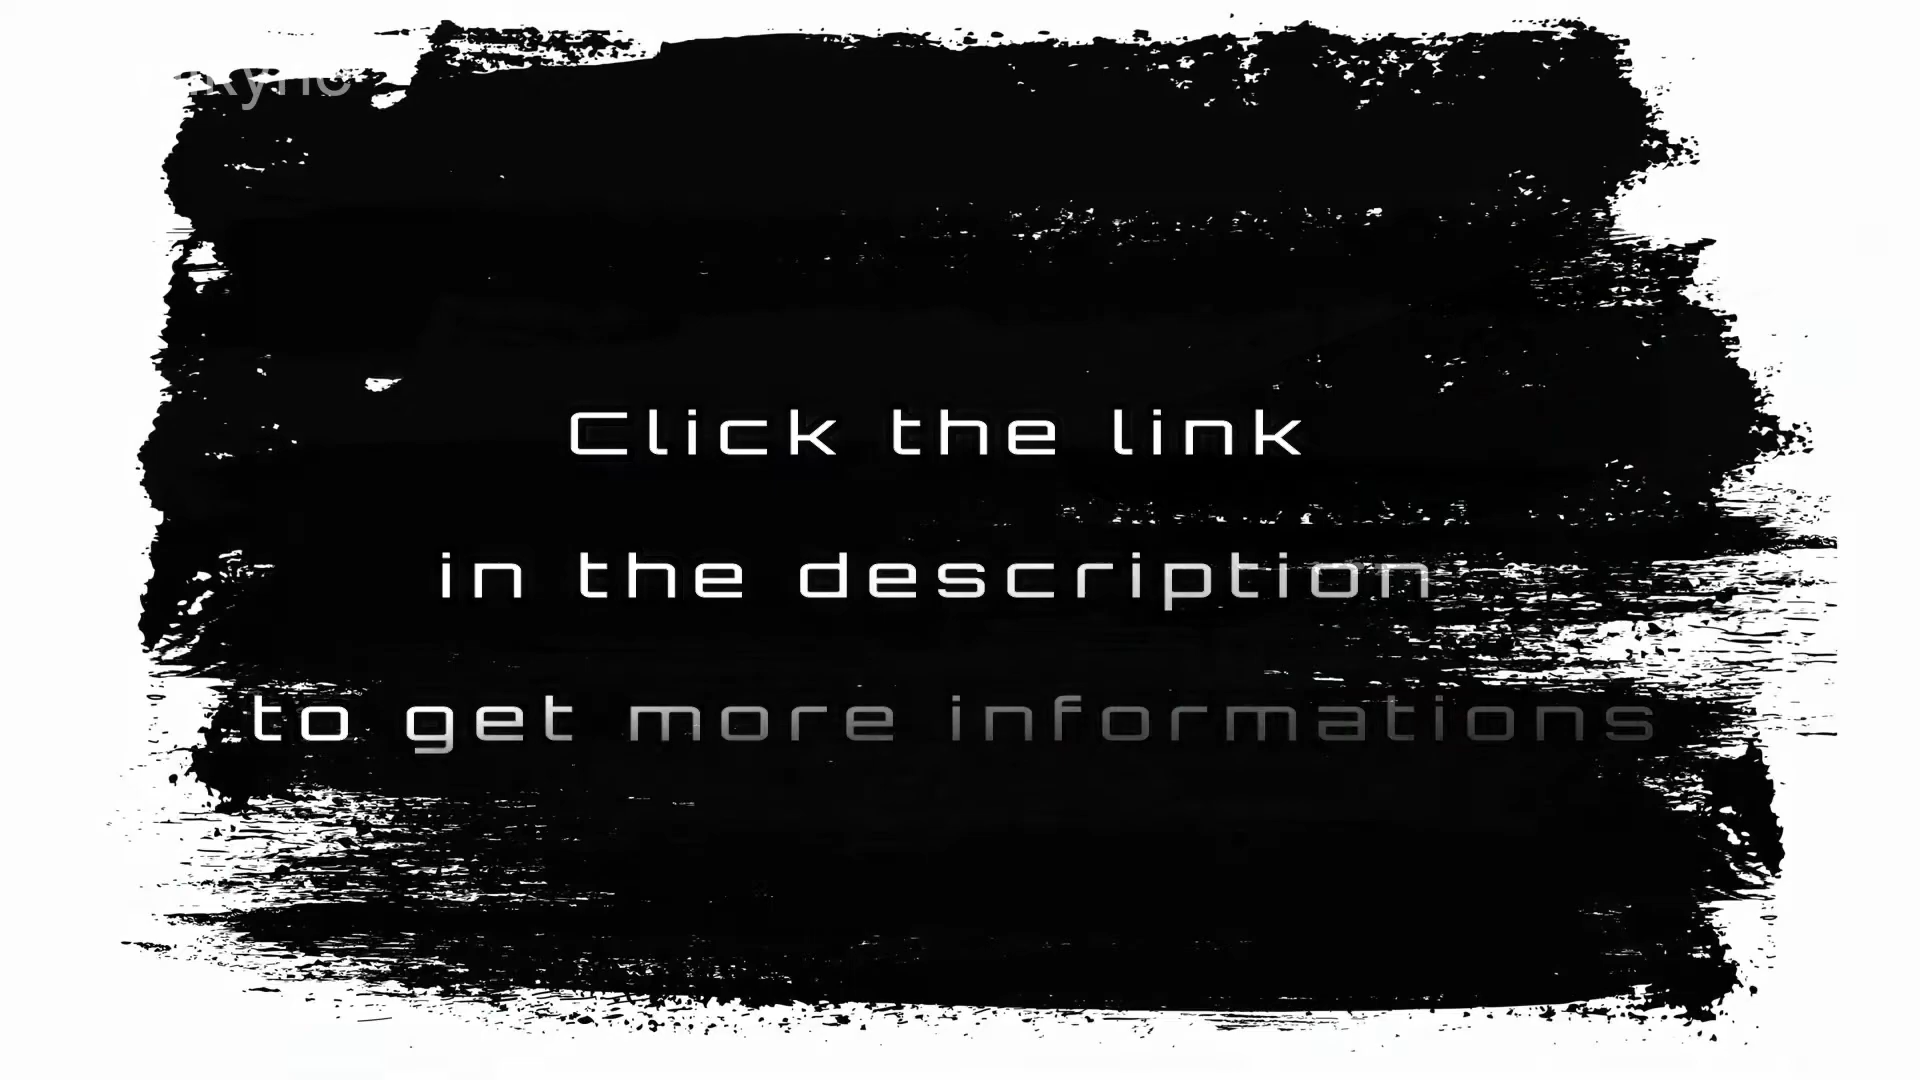 Click the link
in the description
to get more informations